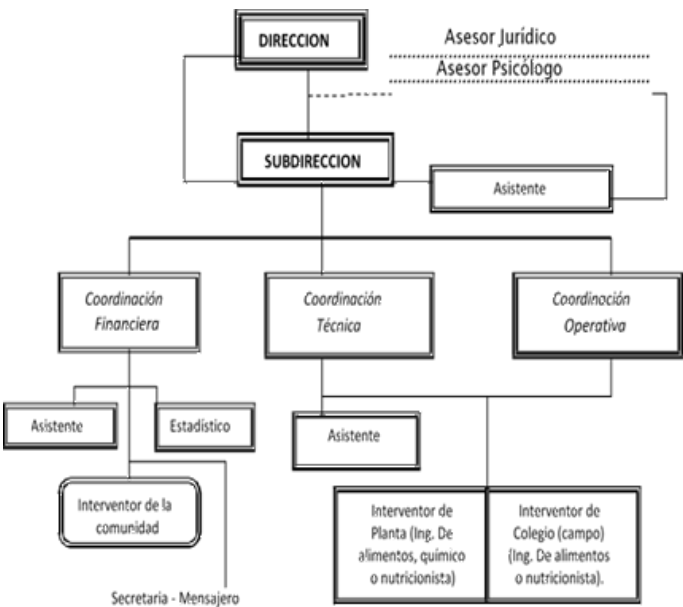 DIRECCION
Asesor Jurídico
Asesor Psicólogo
SUBDIRECCION
Asistente
Coordinación
Financiera
Coordinación
Técnica
Coordinación
Operativa
Asistente
Estadístico
Asistente
Interventor de la
comunidad
Interventor de
Planta (Ing. De
alimentos, químico
o nutricionista)
Interventor de
Colegio (campo)
(Ing. De alimentos
o nutricionista).
Secretaria - Mensajero